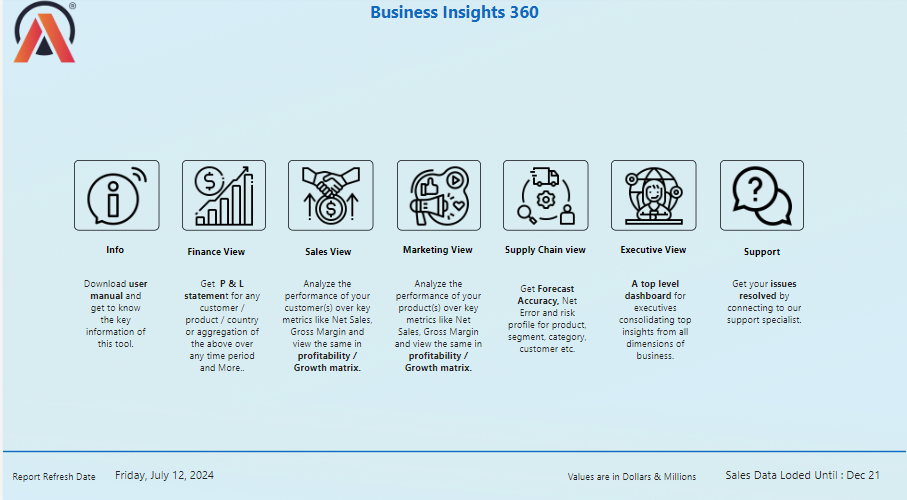 ®
Business Insights 360
Info
Download user
manual and
get to know
the key
information of
this tool.
Finance View
Get P & L
statement for any
customer /
product / country
or aggregation of
the above over
any time period
and More..
Sales View
Analyze the
performance of your
customer(s) over key
metrics like Net Sales,
Gross Margin and
view the same in
profitability /
Growth matrix.
Marketing View
Analyze the
performance of your
product(s) over key
metrics like Net
Sales, Gross Margin
and view the same in
profitability /
Growth matrix.
Supply Chain view
Get Forecast
Accuracy, Net
Error and risk
profile for product,
segment, category,
customer etc.
Executive View
A top level
dashboard for
executives
consolidating top
insights from all
dimensions of
business.
Support
Get your issues
resolved by
connecting to our
support specialist.
Report Refresh Date Friday, July 12, 2024
Values are in Dollars & Millions
Sales Data Loded Until : Dec 21